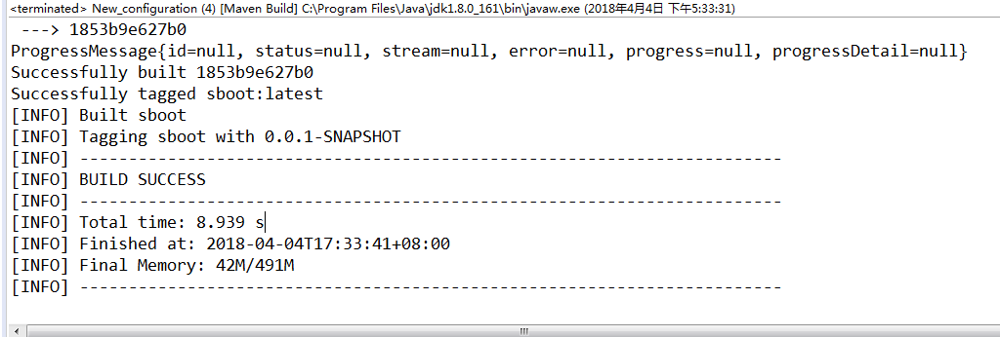 <terminated> New_configuration (4) [Maven Build] C:\Program Files\Java\jdk1.8.0_161\bin\javaw.exe (2018年4月4日 下午5:33:31)
---> 1853b9e627b0
ProgressMessage{id=null, status=null, stream=null, error=null, progress=null, progressDetail=null}
Successfully built 1853b9e627b0
Successfully tagged sboot:latest
[INFO] Built sboot
[INFO] Tagging sboot with 0.0.1-SNAPSHOT
[INFO] ------------------------------------------------------------------------
[INFO] BUILD SUCCESS
[INFO] ------------------------------------------------------------------------
[INFO] Total time: 8.939 s
[INFO] Finished at: 2018-04-04T17:33:41+08:00
[INFO] Final Memory: 42M/491M
[INFO] ------------------------------------------------------------------------